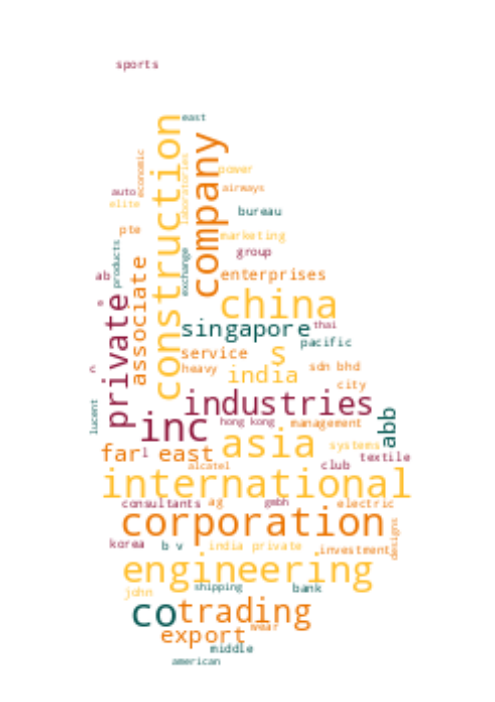 sports
east
construction
company
economic
laboratories
power
auto
airways
elite
bureau
pte
marketing
products
group
exchange
ab
enterprises
associate
private
china
e
singapore
thai
pacific
service
s
heavy
india
sdn bhd
c
city
industries
lucent
inc
hong kong
management
abb
asia
systems
far
l
east
textile
alcatel
club
international
consultants
ag
gmbh
electric
corporation
designs
korea
b v
india private
investment
engineering
shipping
bank
john
co
trading
wear
export
middle
american